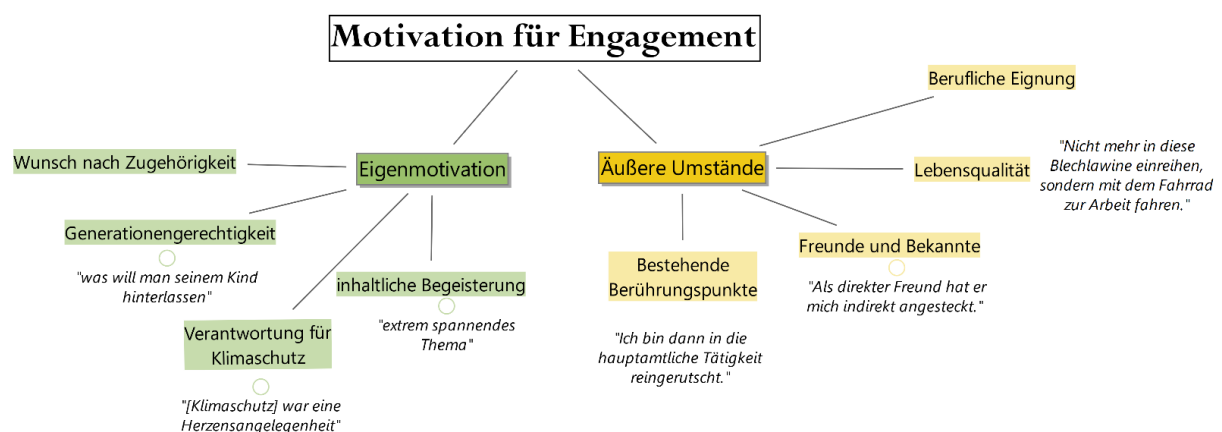 Motivation für Engagement
Eigenmotivation
Wunsch nach Zugehörigkeit
Generationengerechtigkeit
"was will man seinem Kind
hinterlassen"
Verantwortung für
Klimaschutz
"[Klimaschutz] war eine
Herzensangelegenheit"
inhaltliche Begeisterung
"extrem spannendes
Thema"
Äußere Umstände
Berufliche Eignung
Lebensqualität
"Nicht mehr in diese
Blechlawine einreihen,
sondern mit dem Fahrrad
zur Arbeit fahren."
Freunde und Bekannte
"Als direkter Freund hat er
mich indirekt angesteckt."
Bestehende
Berührungspunkte
"Ich bin dann in die
hauptamtliche Tätigkeit
reingerutscht."